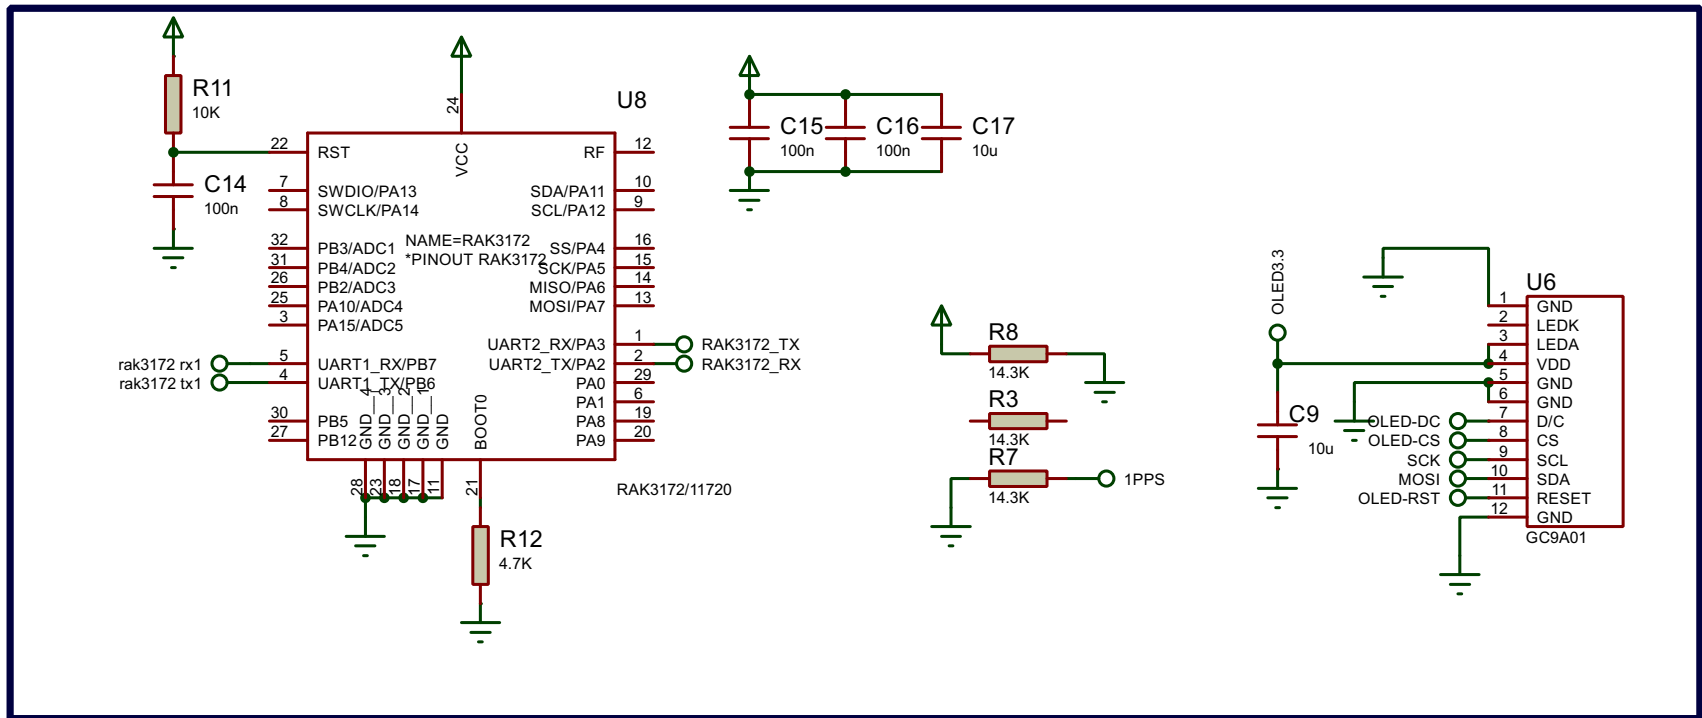 R11
10K
C14
100n
24
U8
22
RST
VCC
RF
12
7
SWDIO/PA13
SDA/PA11
10
8
SWCLK/PA14
SCL/PA12
9
32
PB3/ADC1
NAME=RAK3172
SS/PA4
16
31
PB4/ADC2
*PINOUT RAK3172
SCK/PA5
15
26
PB2/ADC3
MISO/PA6
14
25
PA10/ADC4
MOSI/PA7
13
3
PA15/ADC5
UART2_RX/PA3
1
RAK3172_TX
rak3172 rx1
5
UART1_RX/PB7
UART2_TX/PA2
2
RAK3172_RX
rak3172 tx1
4
UART1_TX/PB6
PA0
29
PA1
6
30
PB5
PA8
19
27
PB12
PA9
20
GND__4
GND__3
GND__2
GND__1
GND
BOOT0
28
23
18
17
11
21
RAK3172/11720
R12
4.7K
C15
100n
C16
100n
C17
10u
R8
14.3K
R3
14.3K
R7
14.3K
1PPS
OLED3.3
C9
10u
U6
1
GND
2
LEDK
3
LEDA
4
VDD
5
GND
6
GND
OLED-DC
7
D/C
OLED-CS
8
CS
SCK
9
SCL
MOSI
10
SDA
OLED-RST
11
RESET
12
GND
GC9A01